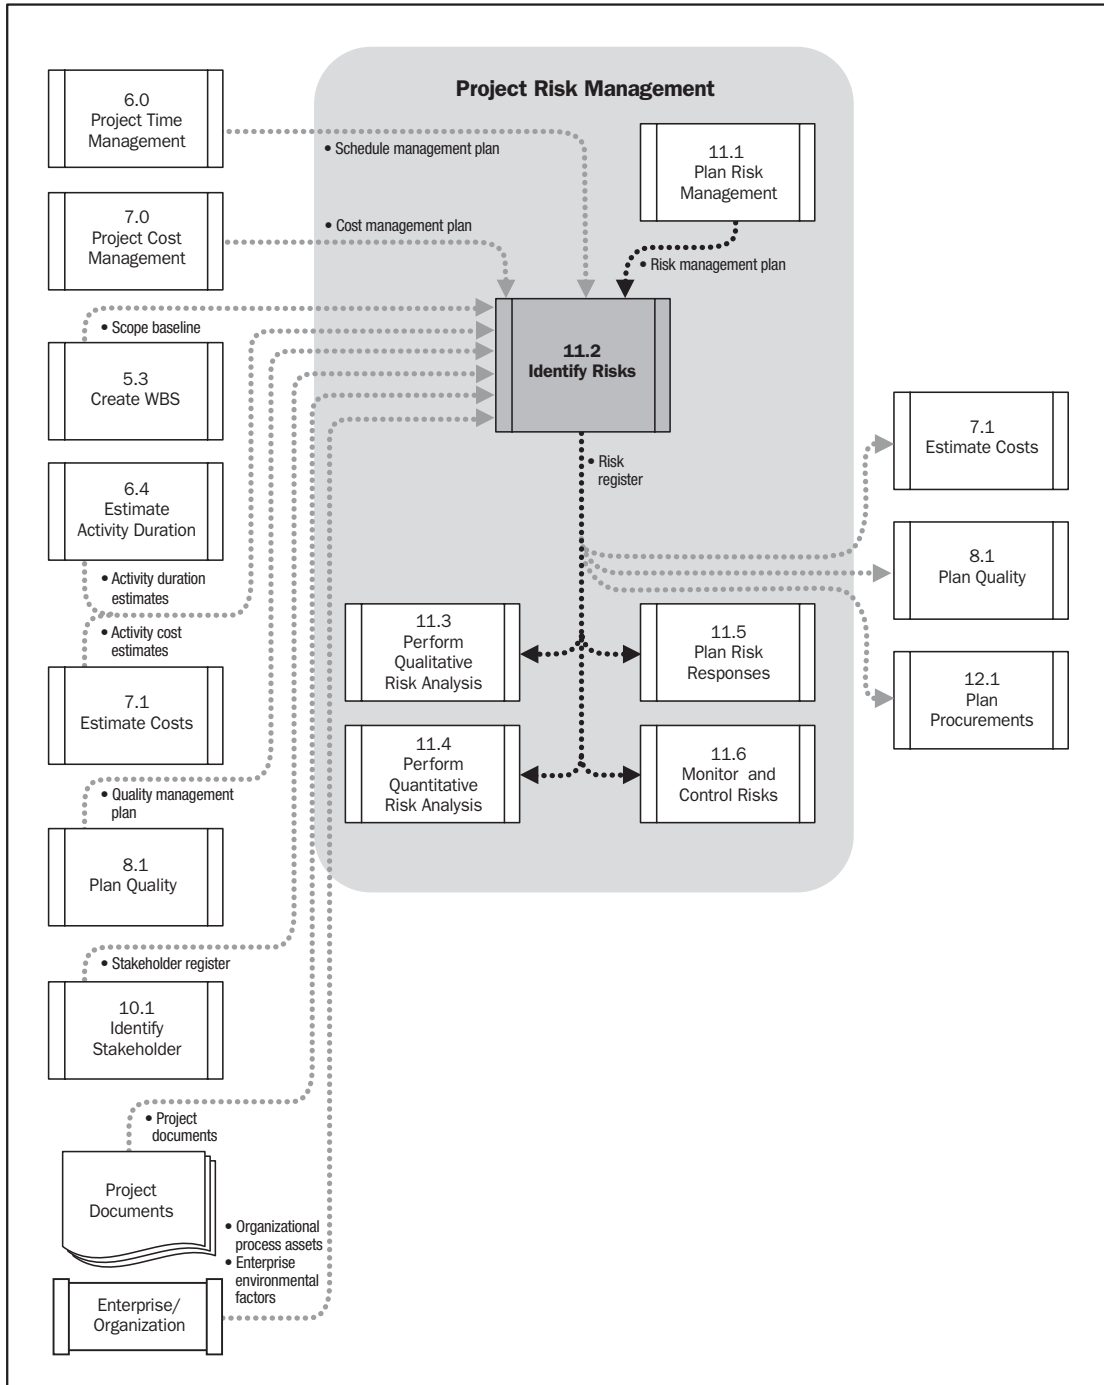 Project Risk Management
6.0
Project Time
Management
• Schedule management plan
11.1
Plan Risk
Management
7.0
Project Cost
Management
• Cost management plan
• Risk management plan
• Scope baseline
11.2
Identify Risks
5.3
Create WBS
• Risk
register
7.1
Estimate Costs
6.4
Estimate
Activity Duration
8.1
Plan Quality
• Activity duration
estimates
• Activity cost
estimates
11.3
Perform
Qualitative
Risk Analysis
11.5
Plan Risk
Responses
12.1
Plan
Procurements
7.1
Estimate Costs
11.4
Perform
Quantitative
Risk Analysis
11.6
Monitor and
Control Risks
• Quality management
plan
8.1
Plan Quality
• Stakeholder register
10.1
Identify
Stakeholder
• Project
documents
Project
Documents
• Organizational
process assets
• Enterprise
environmental
factors
Enterprise/
Organization